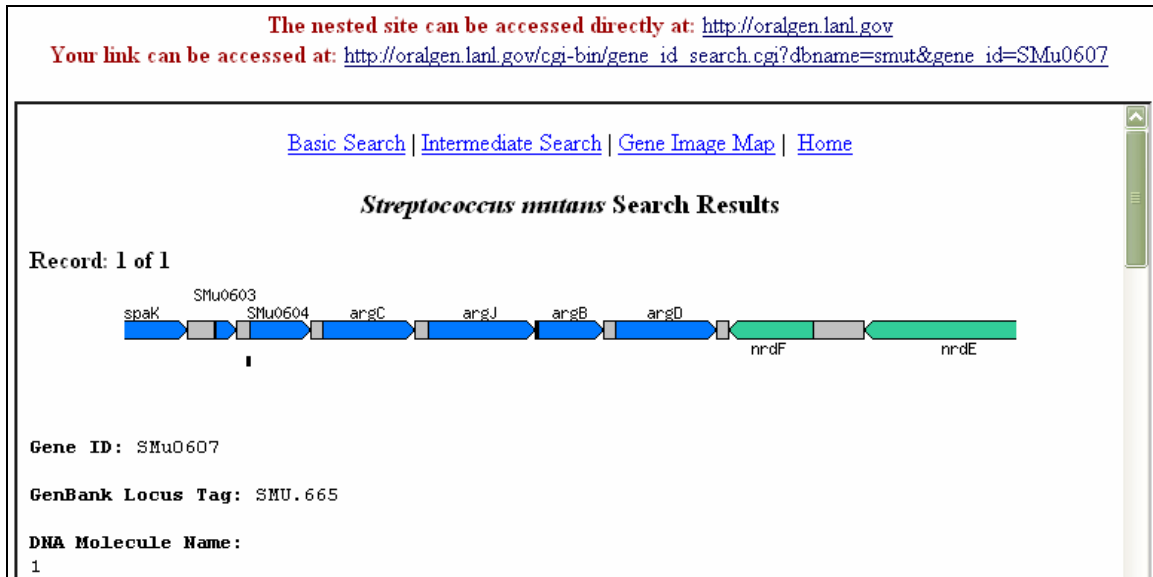 The nested site can be accessed directly at: http://oralgen.lanl.gov
Your link can be accessed at: http://oralgen.lanl.gov/cgi-bin/gene_id_search.cgi?dbname=smut&gene_id=SMu0607
Basic Search | Intermediate Search | Gene Image Map | Home
Streptococcus mutans Search Results
Record: 1 of 1
SMu0603
spaK SMu0604 argC argJ argB argD
nrdF nrdE
Gene ID: SMu0607
GenBank Locus Tag: SMU.665
DNA Molecule Name:
1